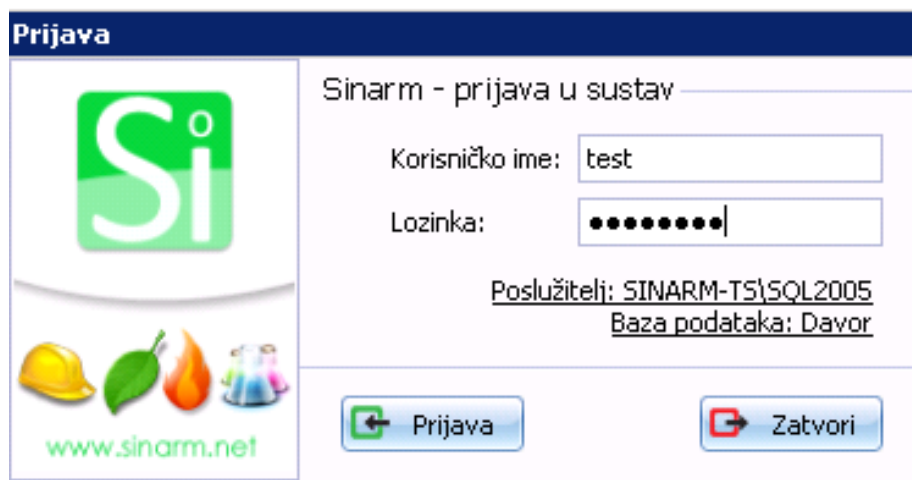 Prijava
Si
Sinarm - prijava u sustav
Korisničko ime: test
Lozinka: ●●●●●●●●
Poslužitelj: SINARM-TS\SQL2005
Baza podataka: Davor
www.sinarm.net
Prijava
Zatvori